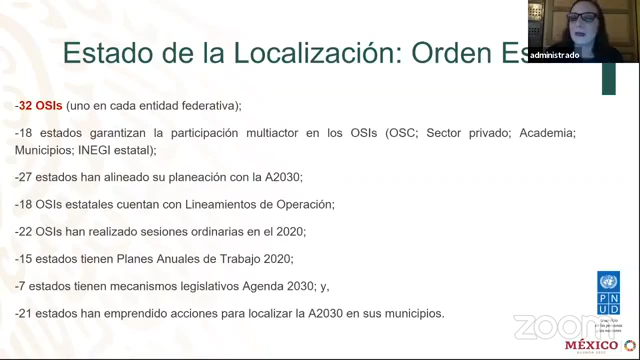 Estado de la Localización: Orden Es
administrado
-32 OSIs (uno en cada entidad federativa);
-18 estados garantizan la participación multiactor en los OSIs (OSC; Sector privado; Academia;
Municipios; INEGI estatal);
-27 estados han alineado su planeación con la A2030;
-18 OSIs estatales cuentan con Lineamientos de Operación;
-22 OSIs han realizado sesiones ordinarias en el 2020;
-15 estados tienen Planes Anuales de Trabajo 2020;
-7 estados tienen mecanismos legislativos Agenda 2030; y,
-21 estados han emprendido acciones para localizar la A2030 en sus municipios.
P N
U D
zoom
MÉXICO
AGENDA 2030